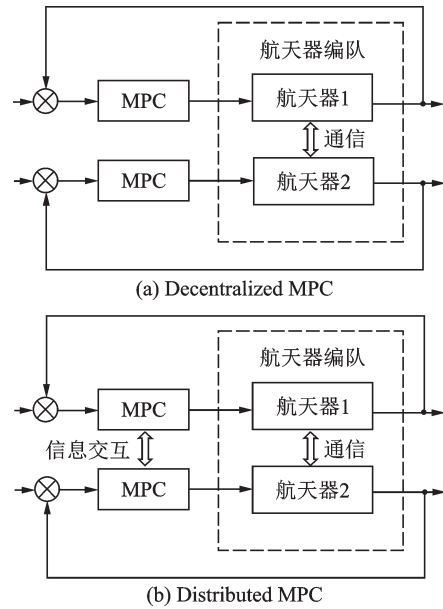 航天器编队
MPC
航天器1
通信
MPC
航天器2
(a) Decentralized MPC
航天器编队
MPC
航天器1
信息交互
通信
MPC
航天器2
(b) Distributed MPC